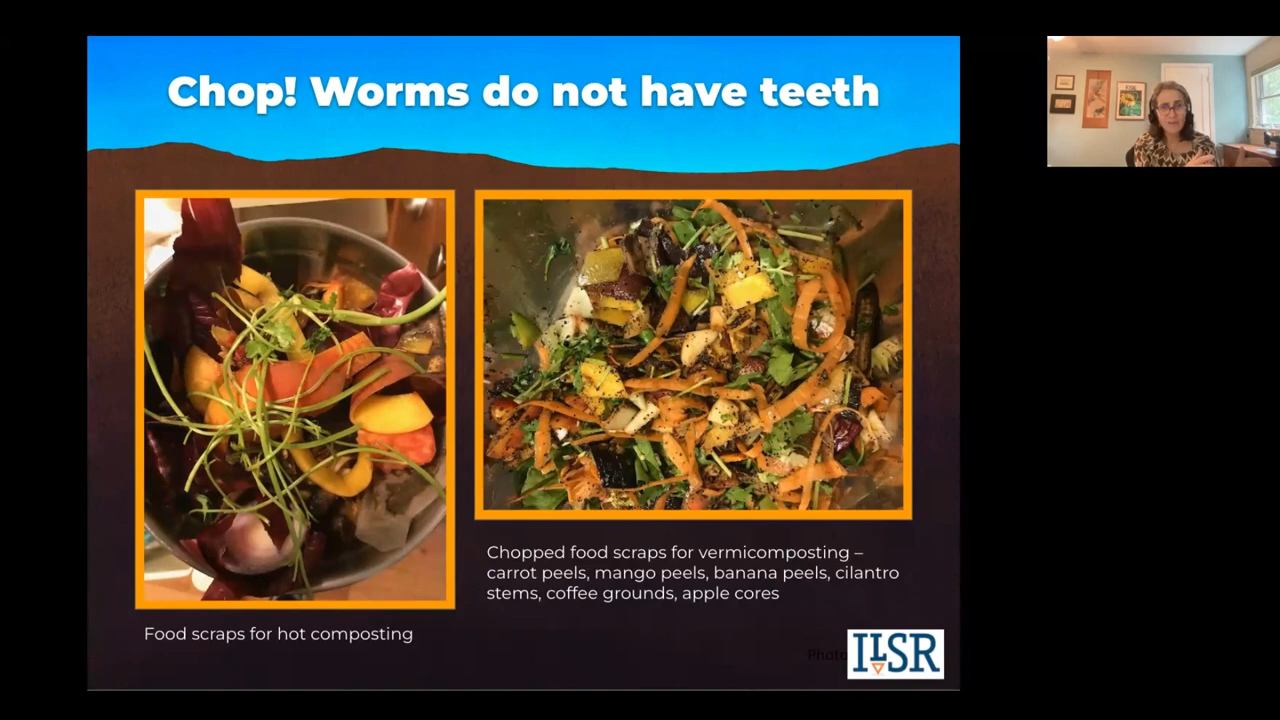 Chop! Worms do not have teeth
Chopped food scraps for vermicomposting –
carrot peels, mango peels, banana peels, cilantro
stems, coffee grounds, apple cores
Food scraps for hot composting
Phot
ILSR